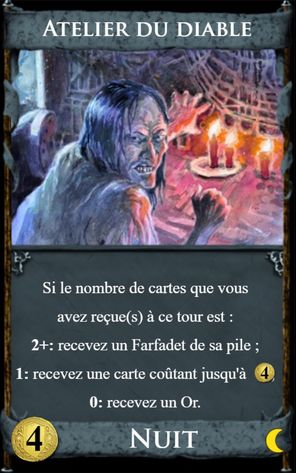 Atelier du diable
Si le nombre de cartes que vous
avez reçue(s) à ce tour est :
2+: recevez un Farfadet de sa pile ;
1: recevez une carte coûtant jusqu'à 4
0: recevez un Or.
4 Nuit